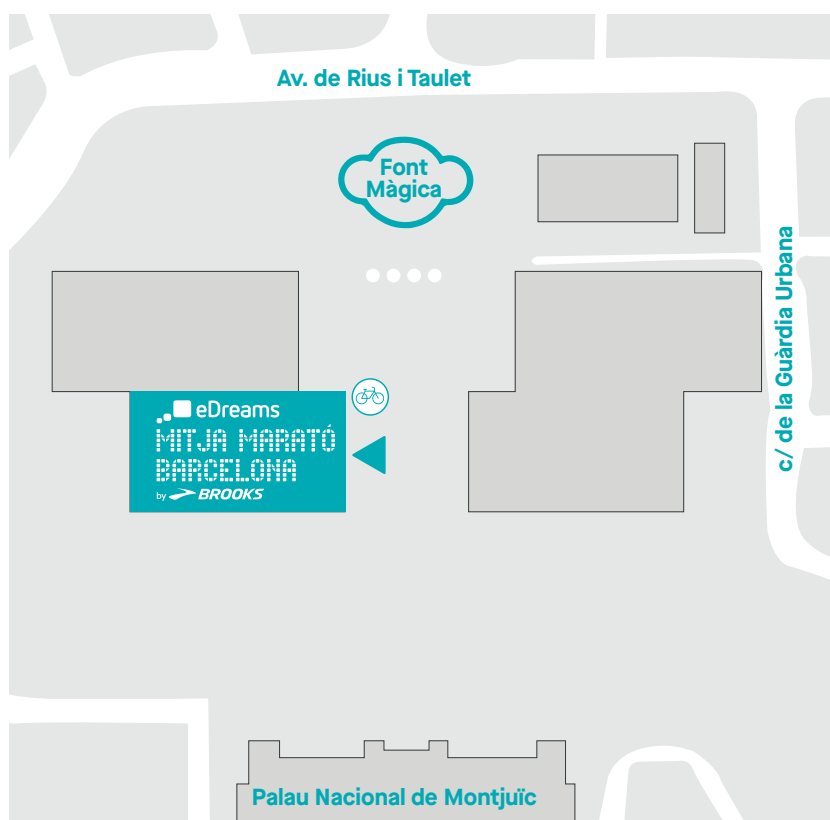 Av. de Rius i Taulet
Font
Màgica
c/ de la Guàrdia Urbana
eDreams
MITJA MARATÓ
BARCELONA
by BROOKS
Palau Nacional de Montjuïc